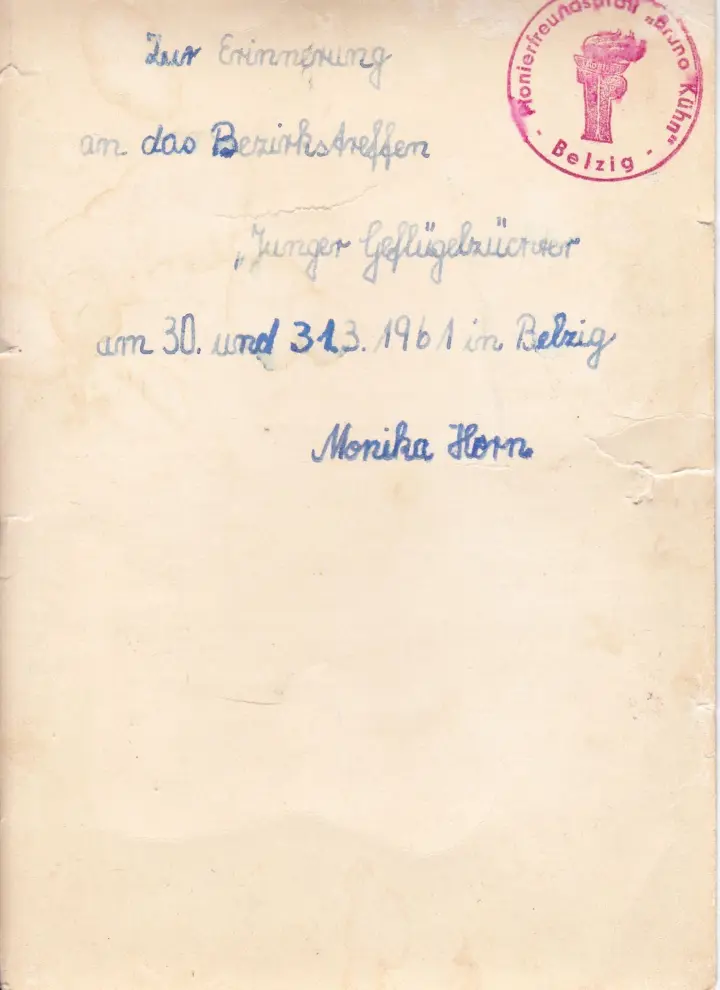 Zur Erinnerung
an das Bezirkstreffen
„Junger Geflügelzüchter
am 30. und 31.3.1961 in Belzig
Monika Horn.
Pionierfreundschaft „Bruno Kühn"
- Belzig -